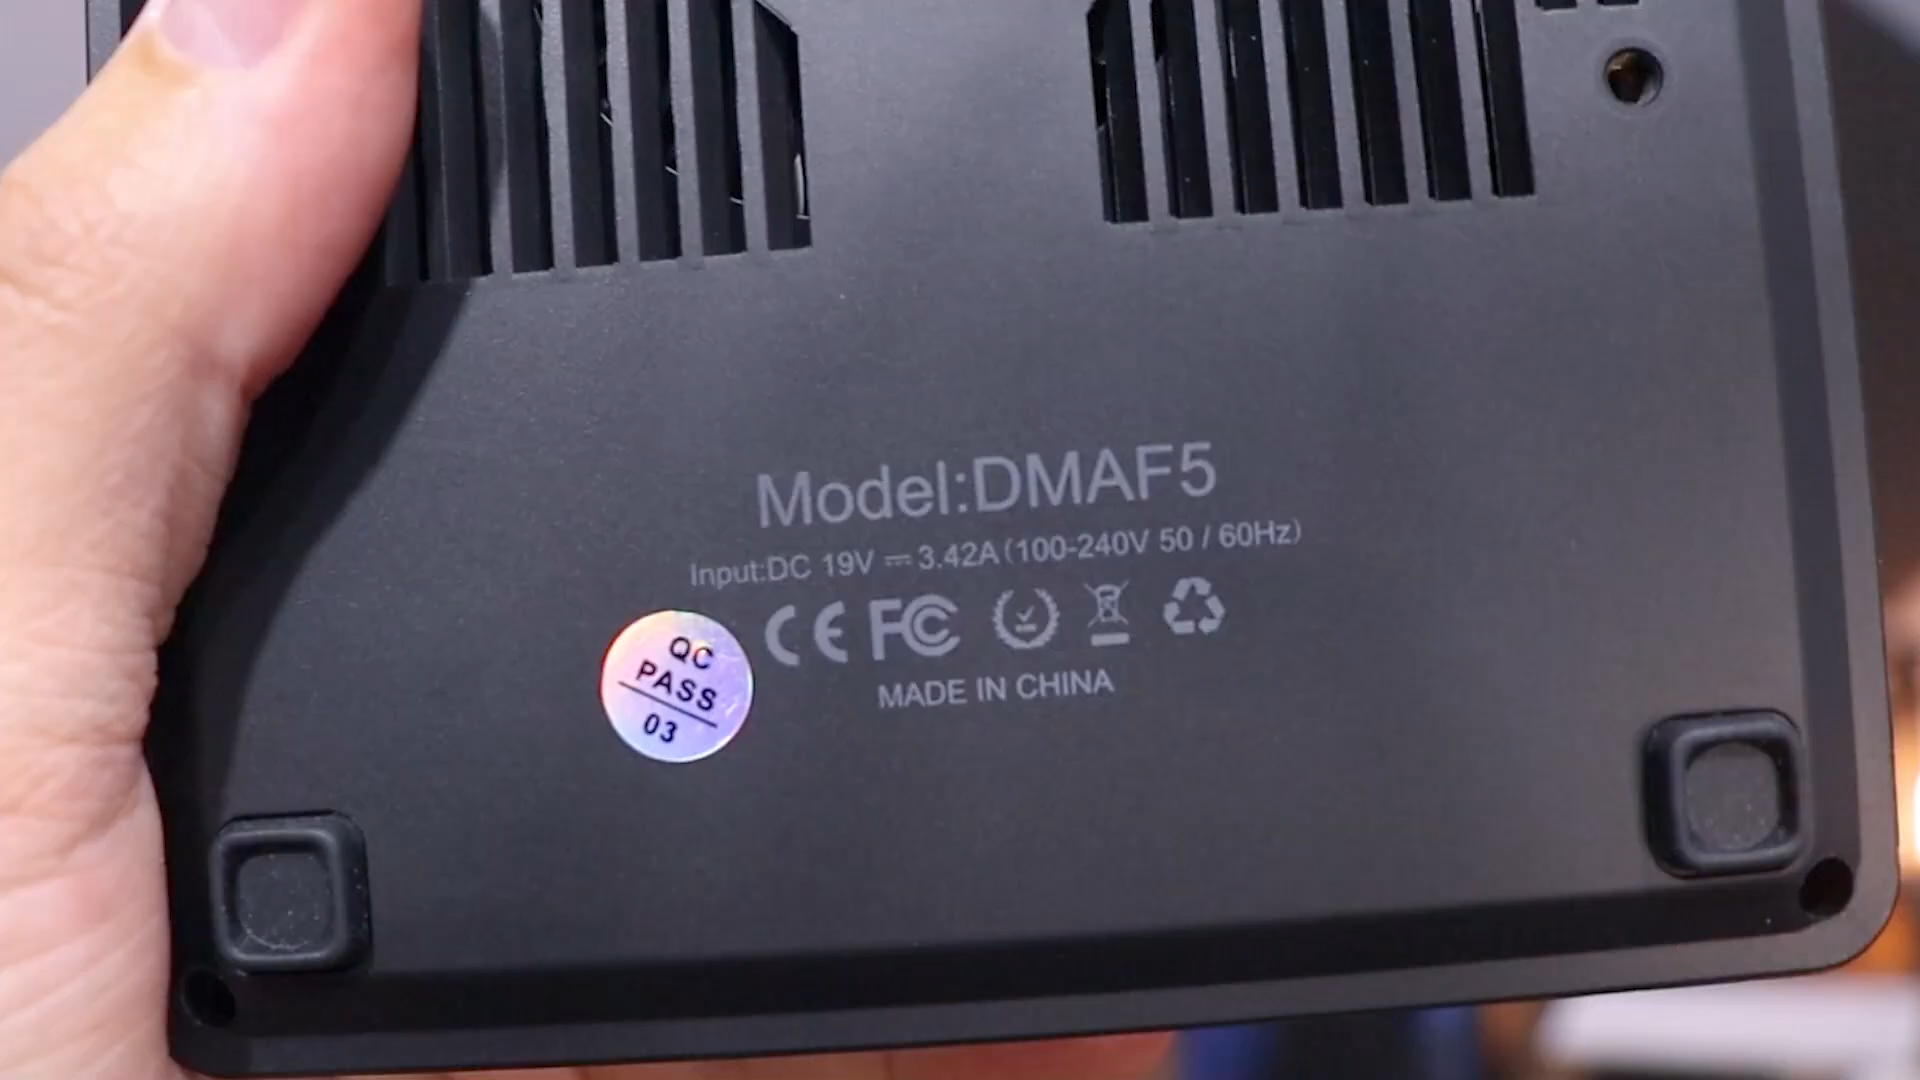 Model:DMAF5
Input:DC 19V ⎓ 3.42A(100-240V 50 / 60Hz)
CE FC
MADE IN CHINA
QC
PASS
03